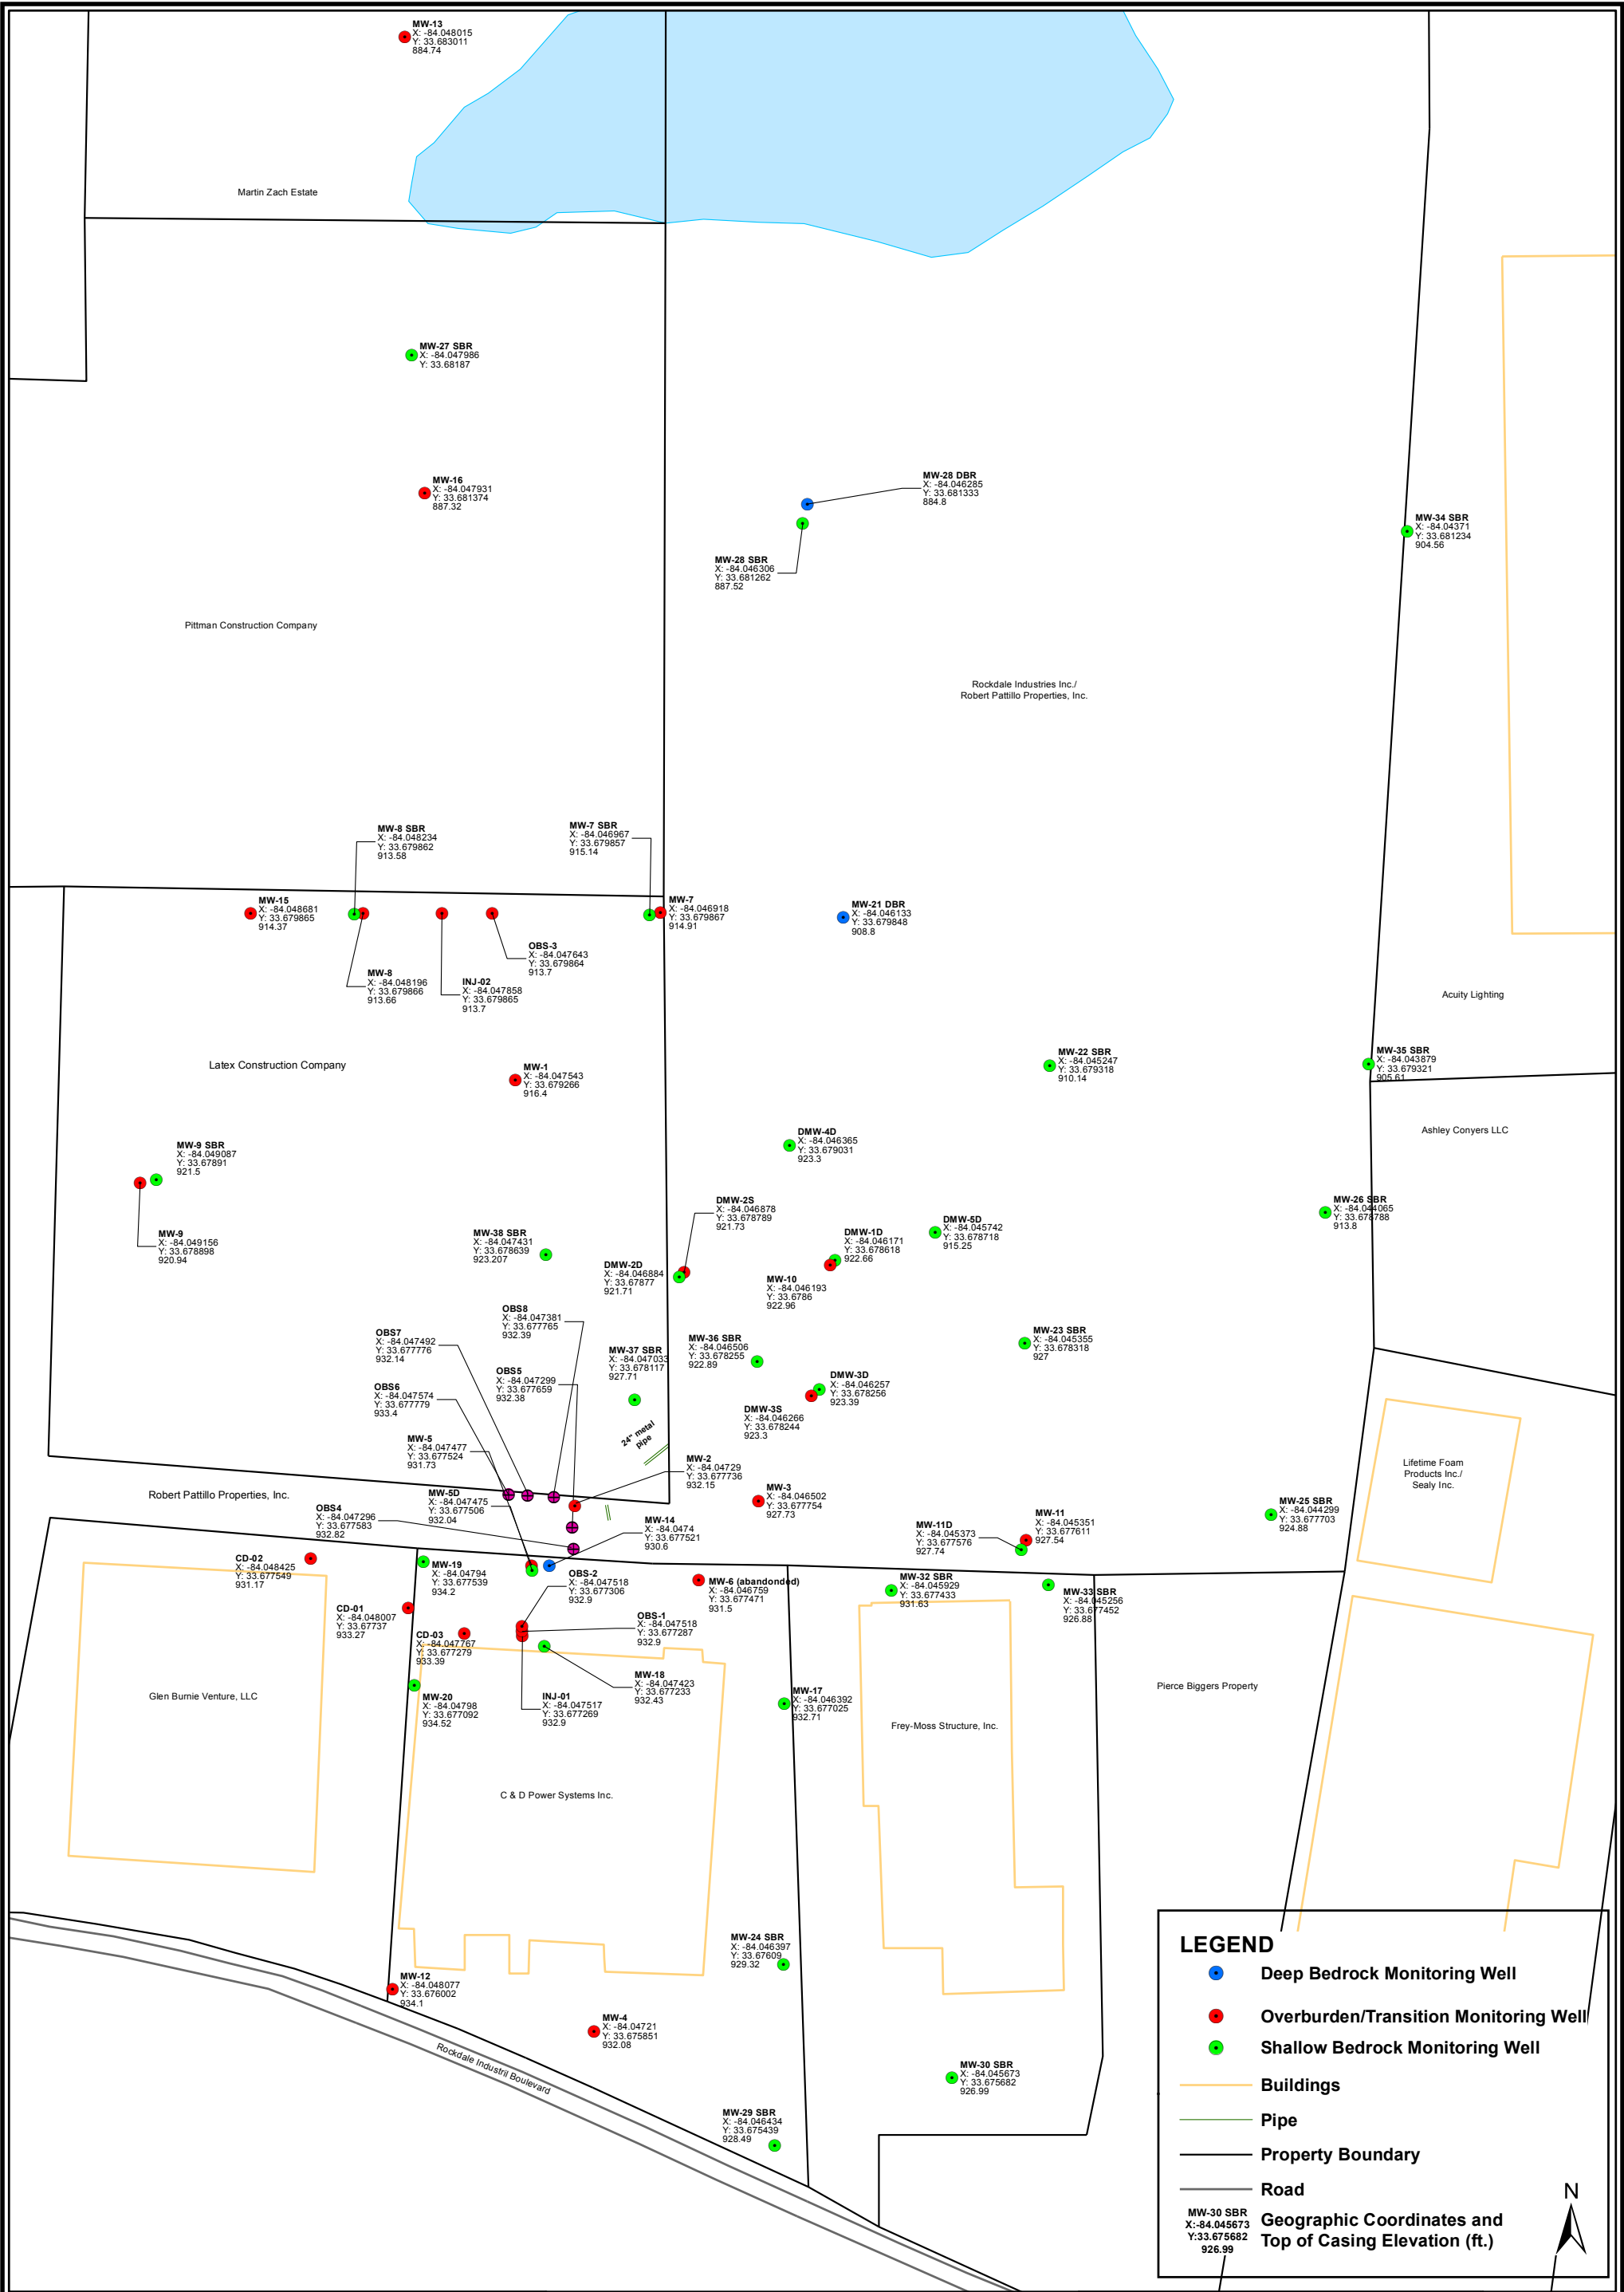 MW-13
X: -84.048015
Y: 33.683011
884.74
Martin Zach Estate
MW-27 SBR
X: -84.047986
Y: 33.68187
MW-16
X: -84.047931
Y: 33.681374
887.32
MW-28 DBR
X: -84.046285
Y: 33.681333
884.8
MW-34 SBR
X: -84.04371
Y: 33.681234
904.56
MW-28 SBR
X: -84.046306
Y: 33.681262
887.52
Pittman Construction Company
Rockdale Industries Inc./
Robert Pattillo Properties, Inc.
MW-8 SBR
X: -84.048234
Y: 33.679862
913.58
MW-7 SBR
X: -84.046967
Y: 33.679857
915.14
MW-15
X: -84.048681
Y: 33.679865
914.37
MW-7
X: -84.046918
Y: 33.679867
914.91
MW-21 DBR
X: -84.046133
Y: 33.679848
908.8
OBS-3
X: -84.047643
Y: 33.679864
913.7
MW-8
X: -84.048196
Y: 33.679866
913.66
INJ-02
X: -84.047858
Y: 33.679865
913.7
Acuity Lighting
Latex Construction Company
MW-1
X: -84.047543
Y: 33.679266
916.4
MW-22 SBR
X: -84.045247
Y: 33.679318
910.14
MW-35 SBR
X: -84.043879
Y: 33.679321
905.61
Ashley Conyers LLC
DMW-4D
X: -84.046365
Y: 33.679031
923.3
MW-9 SBR
X: -84.049087
Y: 33.67891
921.5
MW-9
X: -84.049156
Y: 33.678898
920.94
DMW-2S
X: -84.046878
Y: 33.678789
921.73
MW-26 SBR
X: -84.044065
Y: 33.678788
913.8
DMW-5D
X: -84.045742
Y: 33.678718
915.25
DMW-1D
X: -84.046171
Y: 33.678618
922.66
MW-38 SBR
X: -84.047431
Y: 33.678639
923.207
DMW-2D
X: -84.046884
Y: 33.67877
921.71
MW-10
X: -84.046193
Y: 33.6786
922.96
OBS8
X: -84.047381
Y: 33.677765
932.39
OBS7
X: -84.047492
Y: 33.677776
932.14
MW-37 SBR
X: -84.047033
Y: 33.678117
927.71
MW-36 SBR
X: -84.046506
Y: 33.678255
922.89
MW-23 SBR
X: -84.045355
Y: 33.678318
927
OBS5
X: -84.047299
Y: 33.677659
932.38
OBS6
X: -84.047574
Y: 33.677779
933.4
DMW-3D
X: -84.046257
Y: 33.678256
923.39
DMW-3S
X: -84.046266
Y: 33.678244
923.3
24" metal
pipe
MW-5
X: -84.047477
Y: 33.677524
931.73
MW-2
X: -84.04729
Y: 33.677736
932.15
Lifetime Foam
Products Inc./
Sealy Inc.
Robert Pattillo Properties, Inc.
MW-5D
X: -84.047475
Y: 33.677506
932.04
MW-3
X: -84.046502
Y: 33.677754
927.73
MW-25 SBR
X: -84.044299
Y: 33.677703
924.88
OBS4
X: -84.047296
Y: 33.677583
932.82
MW-14
X: -84.0474
Y: 33.677521
930.6
MW-11D
X: -84.045373
Y: 33.677576
927.74
MW-11
X: -84.045351
Y: 33.677611
927.54
CD-02
X: -84.048425
Y: 33.677549
931.17
MW-19
X: -84.04794
Y: 33.677539
934.2
OBS-2
X: -84.047518
Y: 33.677306
932.9
MW-6 (abandonded)
X: -84.046759
Y: 33.677471
931.5
MW-32 SBR
X: -84.045929
Y: 33.677433
931.63
MW-33 SBR
X: -84.045256
Y: 33.677452
926.88
CD-01
X: -84.048007
Y: 33.67737
933.27
CD-03
X: -84.047767
Y: 33.677279
933.39
OBS-1
X: -84.047518
Y: 33.677287
932.9
MW-18
X: -84.047423
Y: 33.677233
932.43
MW-17
X: -84.046392
Y: 33.677025
932.71
Pierce Biggers Property
Glen Burnie Venture, LLC
MW-20
X: -84.04798
Y: 33.677092
934.52
INJ-01
X: -84.047517
Y: 33.677269
932.9
Frey-Moss Structure, Inc.
C & D Power Systems Inc.
MW-24 SBR
X: -84.046397
Y: 33.67609
929.32
MW-12
X: -84.048077
Y: 33.676002
934.1
MW-4
X: -84.04721
Y: 33.675851
932.08
Rockdale Industril Boulevard
MW-30 SBR
X: -84.045673
Y: 33.675682
926.99
MW-29 SBR
X: -84.046434
Y: 33.675439
928.49
LEGEND
Deep Bedrock Monitoring Well
Overburden/Transition Monitoring Well
Shallow Bedrock Monitoring Well
Buildings
Pipe
Property Boundary
Road
MW-30 SBR
X:-84.045673
Y:33.675682
926.99
Geographic Coordinates and
Top of Casing Elevation (ft.)
N